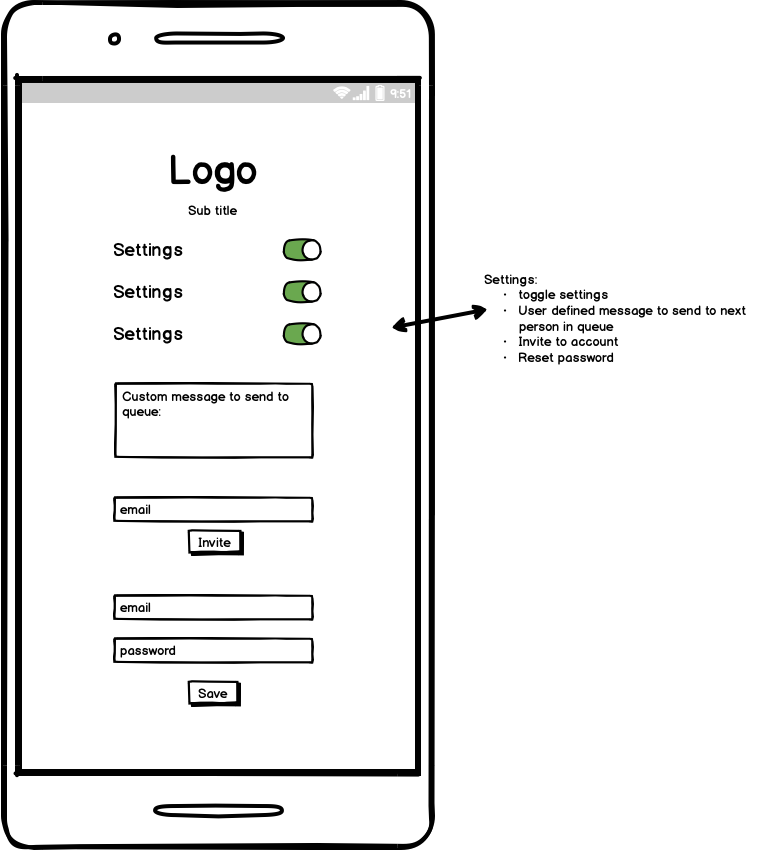 9:51
Logo
Sub title
Settings
Settings
Settings
Custom message to send to
queue:
email
Invite
email
password
Save
Settings:
· toggle settings
· User defined message to send to next
person in queue
· Invite to account
· Reset password